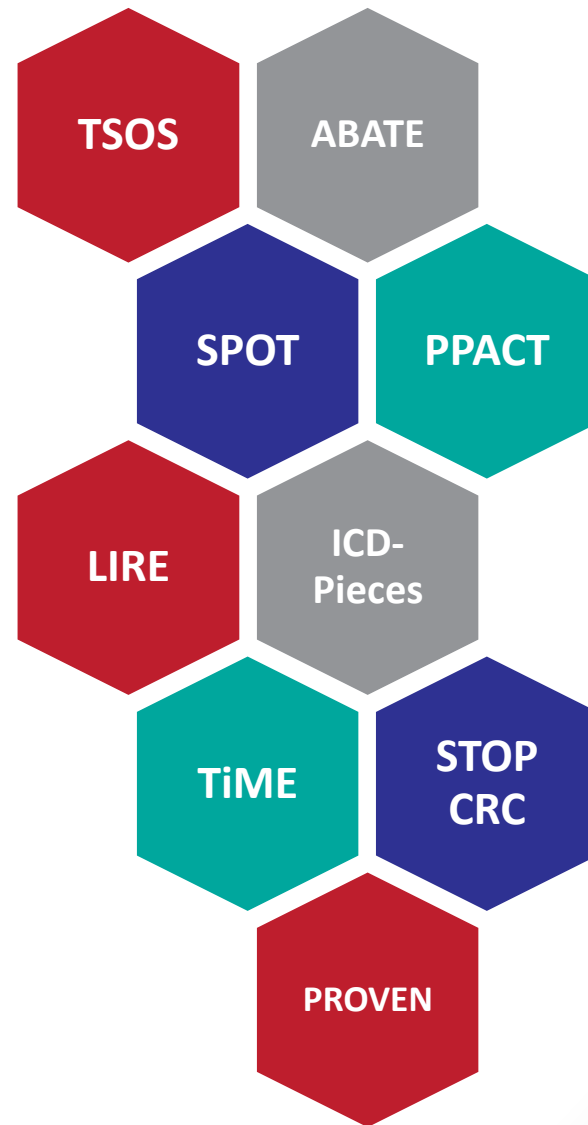 TSOS
ABATE
SPOT
PPACT
LIRE
ICD-
Pieces
TiME
STOP
CRC
PROVEN